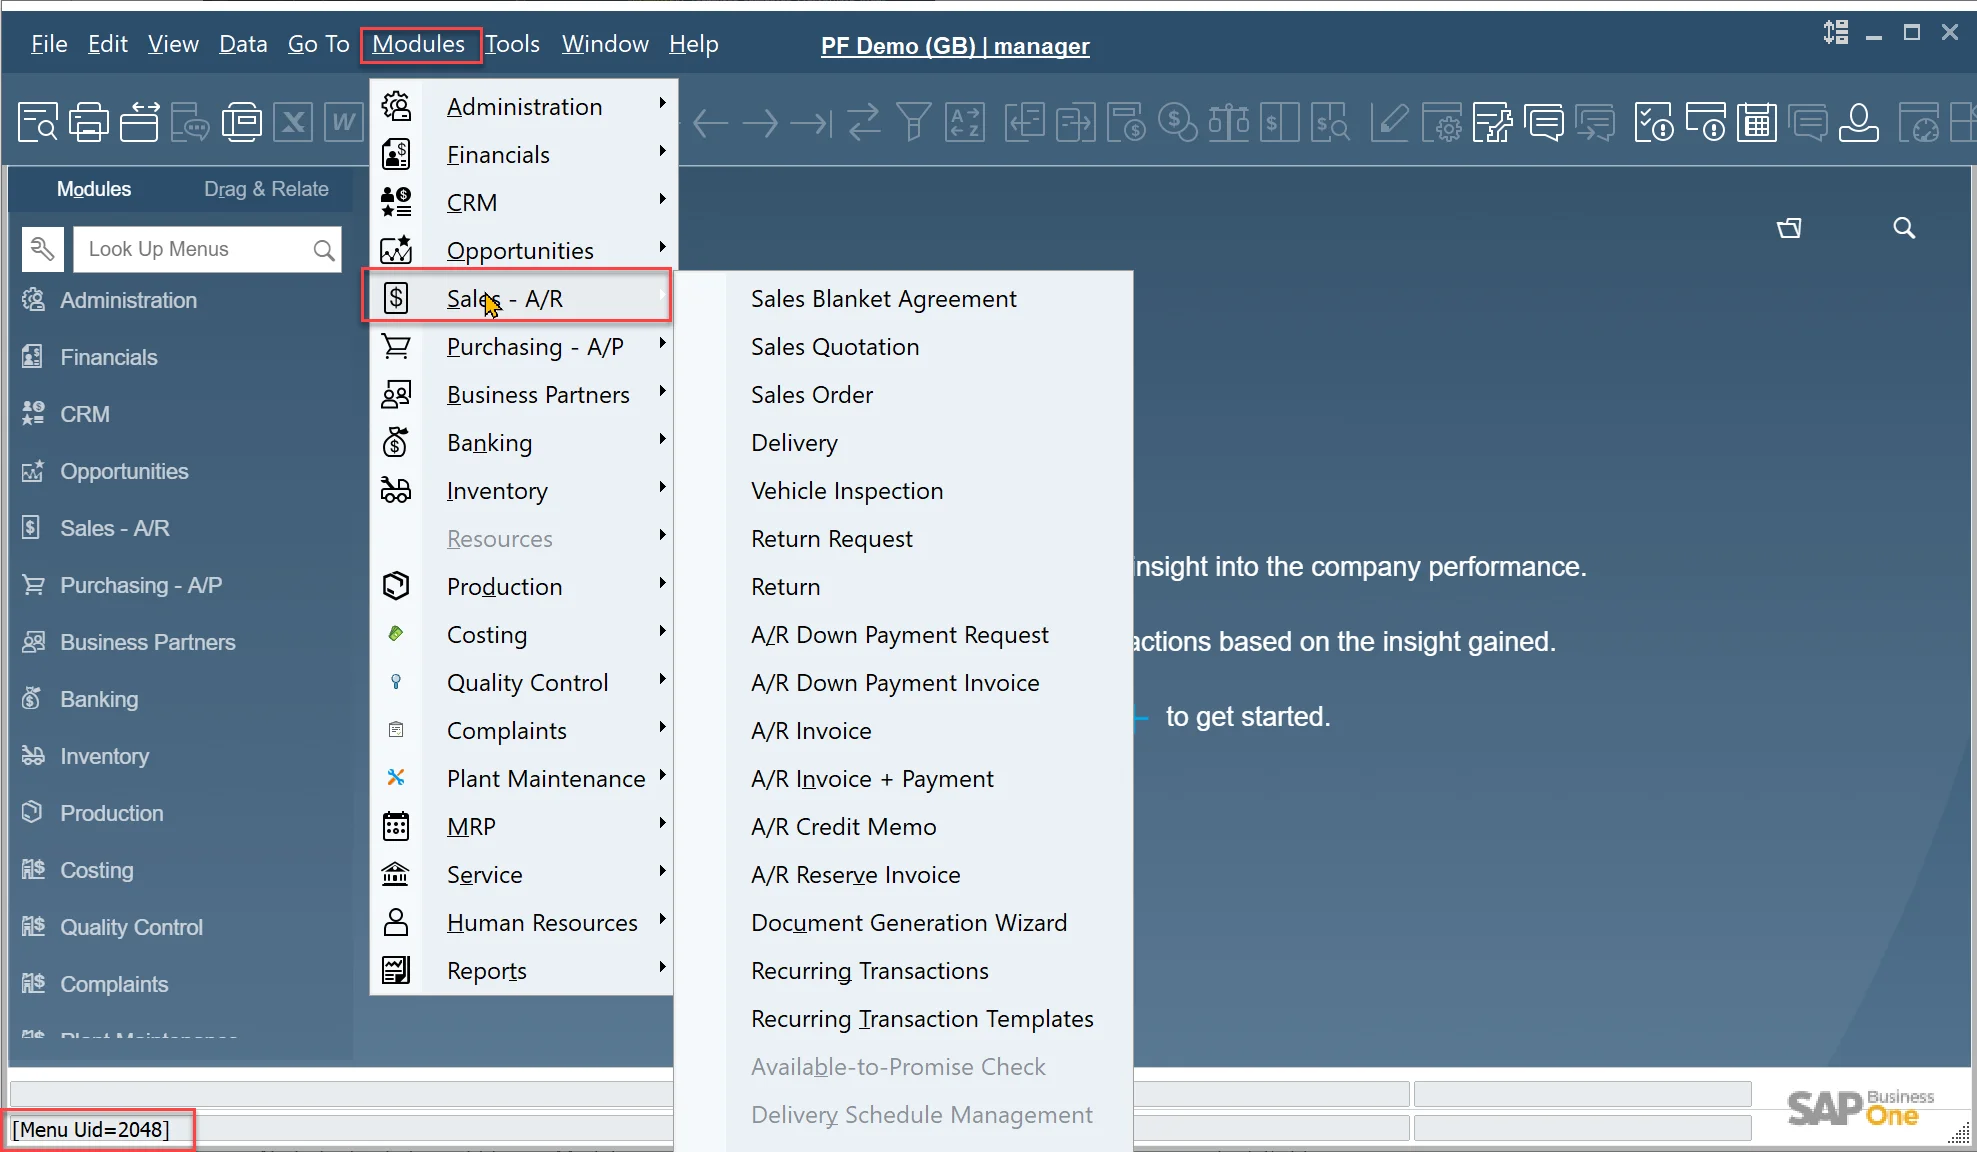 File Edit View Data Go To Modules Tools Window Help
PF Demo (GB) | manager
Modules Drag & Relate
Look Up Menus
Administration
Financials
CRM
Opportunities
Sales - A/R
Purchasing - A/P
Business Partners
Banking
Inventory
Production
Costing
Quality Control
Complaints
Plant Maintenance
Administration
Financials
CRM
Opportunities
Sales - A/R
Purchasing - A/P
Business Partners
Banking
Inventory
Resources
Production
Costing
Quality Control
Complaints
Plant Maintenance
MRP
Service
Human Resources
Reports
Sales Blanket Agreement
Sales Quotation
Sales Order
Delivery
Vehicle Inspection
Return Request
Return
A/R Down Payment Request
A/R Down Payment Invoice
A/R Invoice
A/R Invoice + Payment
A/R Credit Memo
A/R Reserve Invoice
Document Generation Wizard
Recurring Transactions
Recurring Transaction Templates
Available-to-Promise Check
Delivery Schedule Management
insight into the company performance.
actions based on the insight gained.
to get started.
[Menu Uid=2048]
SAP Business One